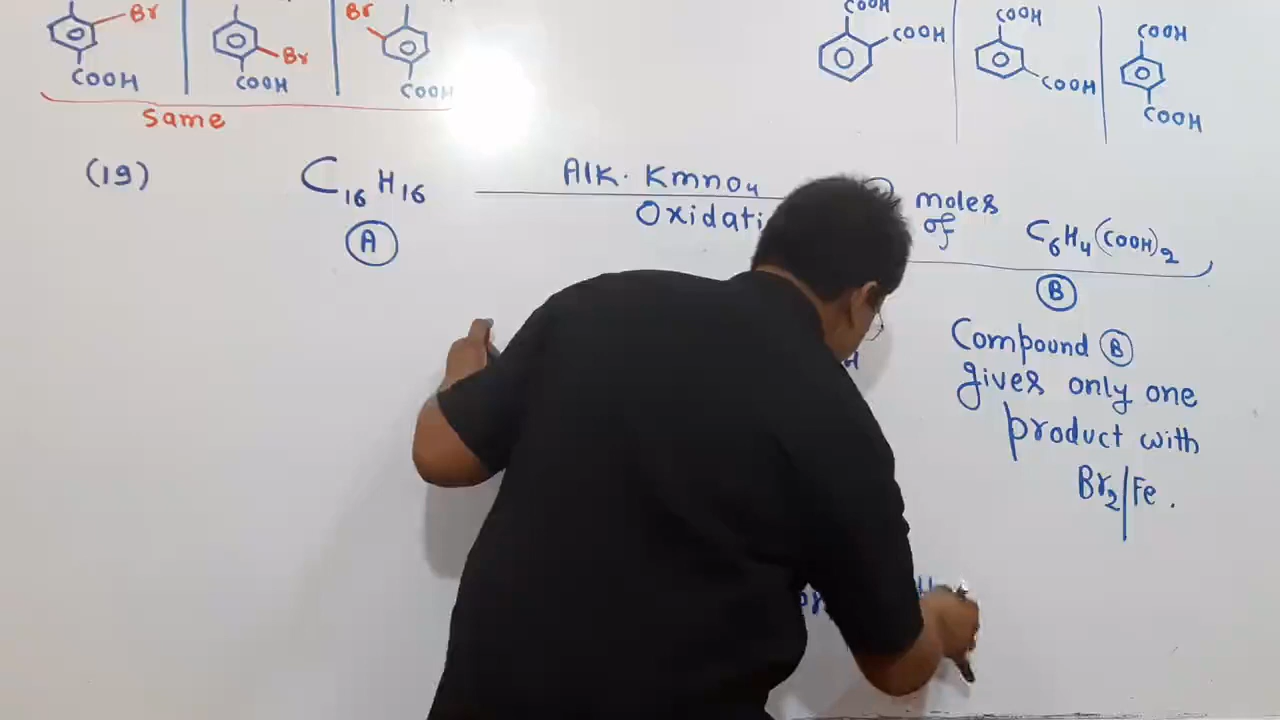 Br
Br
Br
COOH
COOH
COOH
Same
COOH
COOH
COOH
COOH
COOH
COOH
(19) C16H16 Alk. Kmno4 moles of C6H4(COOH)2
A Oxidati
B
Compound B
gives only one
product with
Br2/Fe.